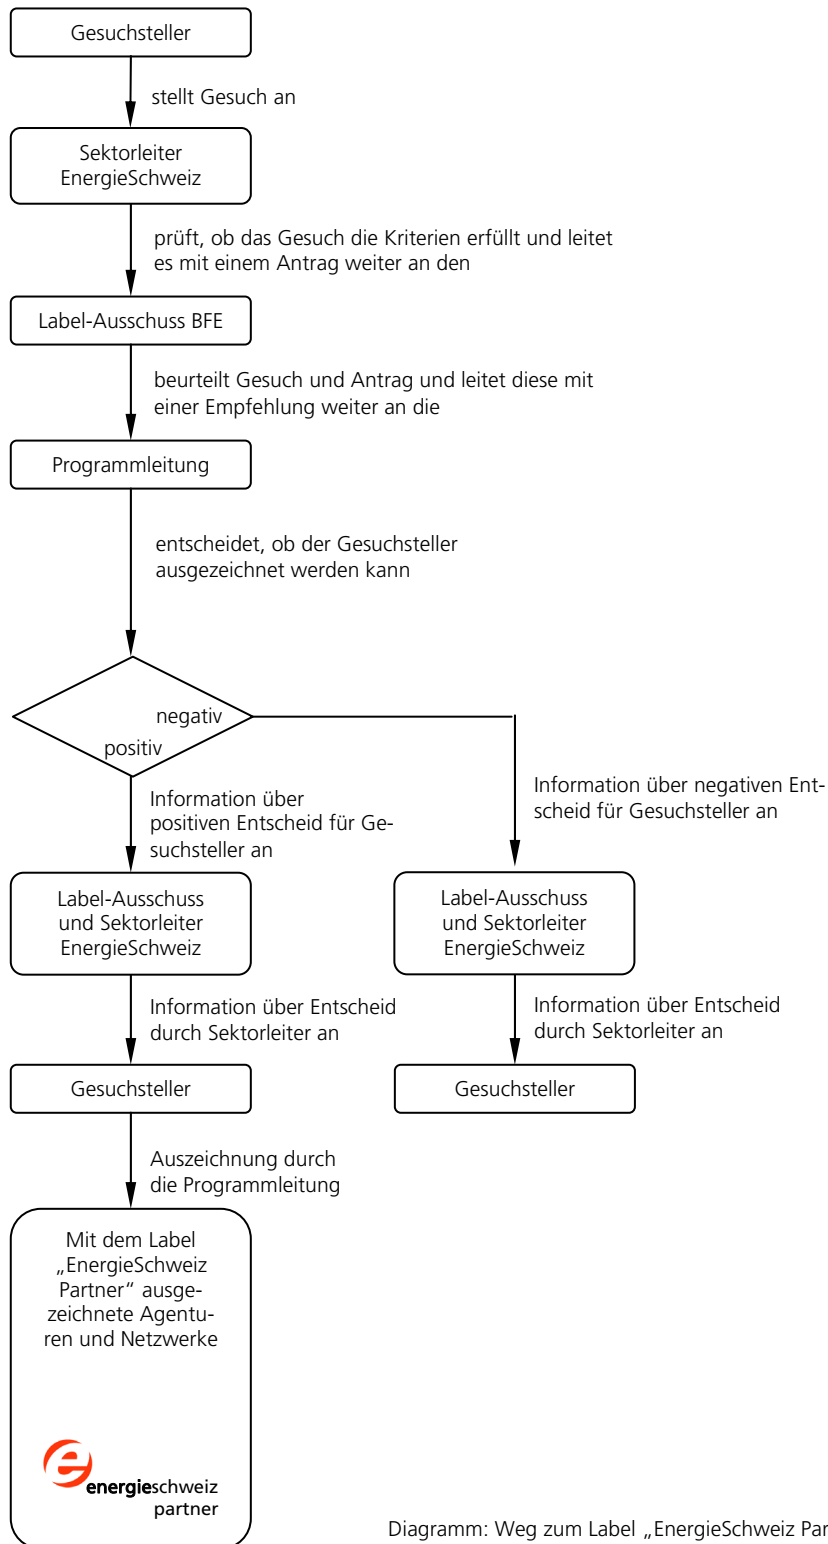 Gesuchsteller
stellt Gesuch an
Sektorleiter
EnergieSchweiz
prüft, ob das Gesuch die Kriterien erfüllt und leitet
es mit einem Antrag weiter an den
Label-Ausschuss BFE
beurteilt Gesuch und Antrag und leitet diese mit
einer Empfehlung weiter an die
Programmleitung
entscheidet, ob der Gesuchsteller
ausgezeichnet werden kann
negativ
positiv
Information über
positiven Entscheid für Ge-
suchsteller an
Information über negativen Ent-
scheid für Gesuchsteller an
Label-Ausschuss
und Sektorleiter
EnergieSchweiz
Label-Ausschuss
und Sektorleiter
EnergieSchweiz
Information über Entscheid
durch Sektorleiter an
Information über Entscheid
durch Sektorleiter an
Gesuchsteller
Gesuchsteller
Auszeichnung durch
die Programmleitung
Mit dem Label
„EnergieSchweiz
Partner“ ausge-
zeichnete Agentu-
ren und Netzwerke
energieschweiz
partner
Diagramm: Weg zum Label „EnergieSchweiz Par